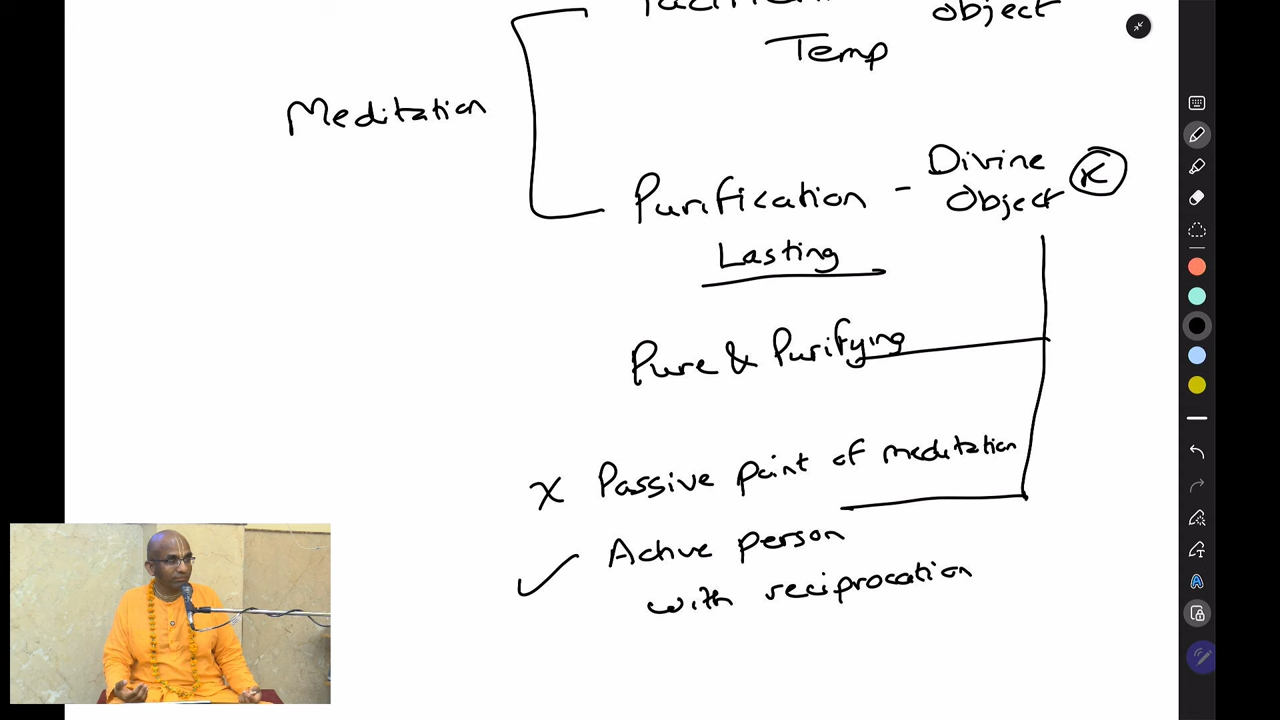 object
Temp
Meditation
Divine
Purification - Object K
Lasting
Pure & Purifying
x Passive point of meditation
✓ Active person
with reciprocation